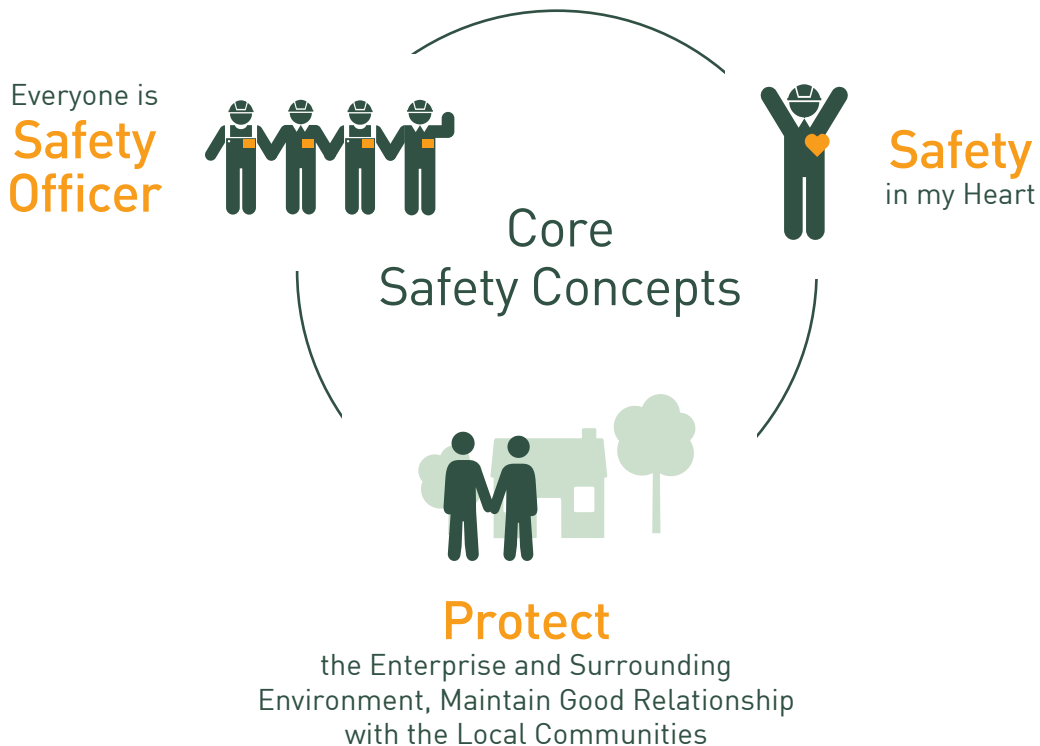 Everyone is
Safety
Officer
Safety
in my Heart
Core
Safety Concepts
Protect
the Enterprise and Surrounding
Environment, Maintain Good Relationship
with the Local Communities